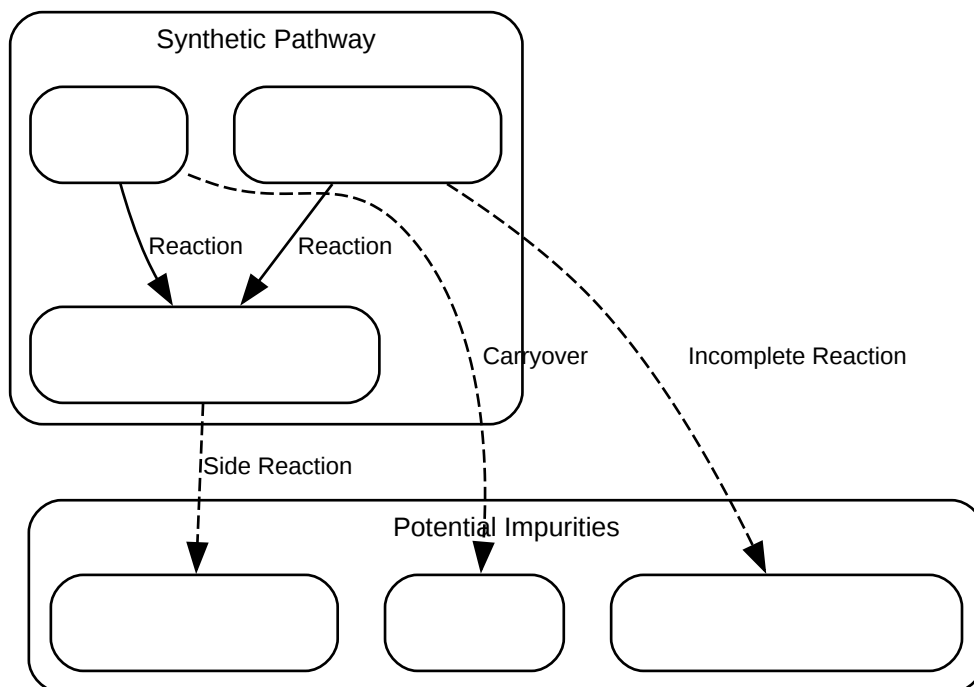 Synthetic Pathway
Reaction
Reaction
Carryover
Incomplete Reaction
Side Reaction
Potential Impurities